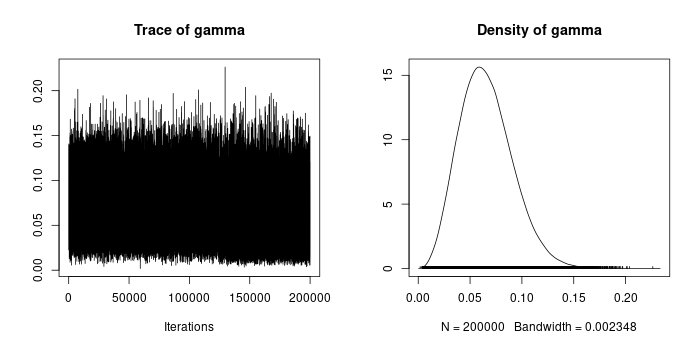 Trace of gamma
0.00 0.05 0.10 0.15 0.20
0 50000 100000 150000 200000
Iterations
Density of gamma
0 5 10 15
0.00 0.05 0.10 0.15 0.20
N = 200000 Bandwidth = 0.002348